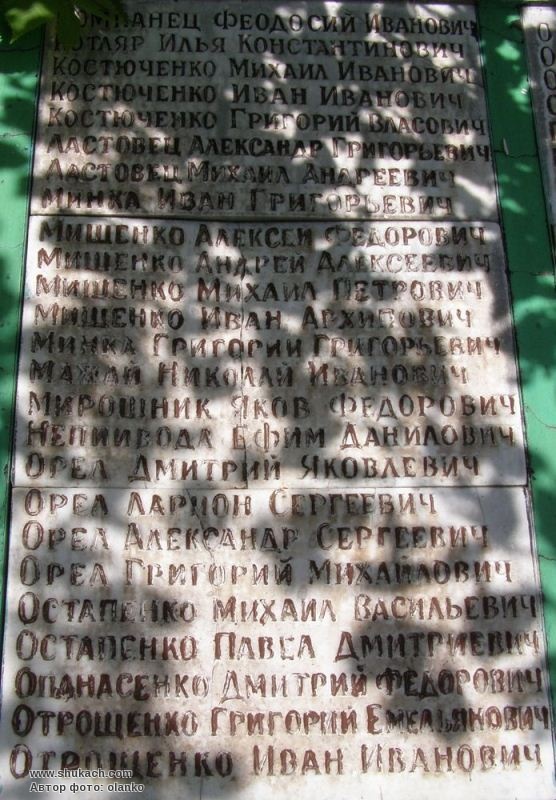 Компанец Феодосий Иванович
Котляр Илья Константинович
Костюченко Михаил Иванович
Костюченко Иван Иванович
Костюченко Григорий Власович
Ластовец Александр Григорьевич
Ластовец Михаил Андреевич
Минка Иван Григорьевич
Мищенко Алексей Федорович
Мищенко Андрей Алексеевич
Мищенко Михаил Петрович
Мищенко Иван Архипович
Минка Григорий Григорьевич
Мажай Николай Иванович
Мирошник Яков Федорович
Непиивода Ефим Данилович
Орел Дмитрий Яковлевич
Орел Ларион Сергеевич
Орел Александр Сергеевич
Орел Григорий Михайлович
Остапенко Михаил Васильевич
Остапенко Павел Дмитриевич
Опанасенко Дмитрий Федорович
Отрощенко Григорий Емельянович
Отрощенко Иван Иванович
www.shukach.com
Автор фото: olanko